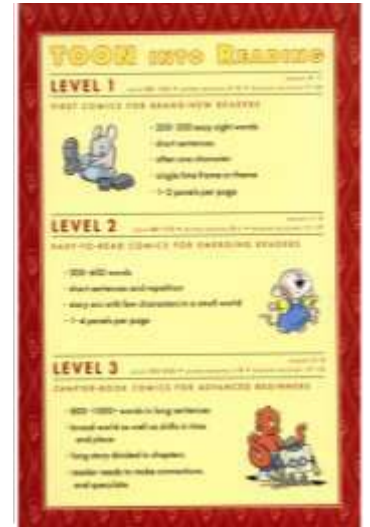 TOON INTO READING
LEVEL 1
FIRST COMICS FOR BRAND-NEW READERS
• 200-300 easy sight words
• short sentences
• often one character
• single time frame or theme
• 1-2 panels per page
LEVEL 2
EASY-TO-READ COMICS FOR EMERGING READERS
• 300-600 words
• short sentences and repetition
• story arc with few characters in a small world
• 1-4 panels per page
LEVEL 3
CHAPTER-BOOK COMICS FOR ADVANCED BEGINNERS
• 800-1000+ words in long sentences
• broad world as well as shifts in time
and place
• long story divided in chapters
• reader needs to make connections
and speculate